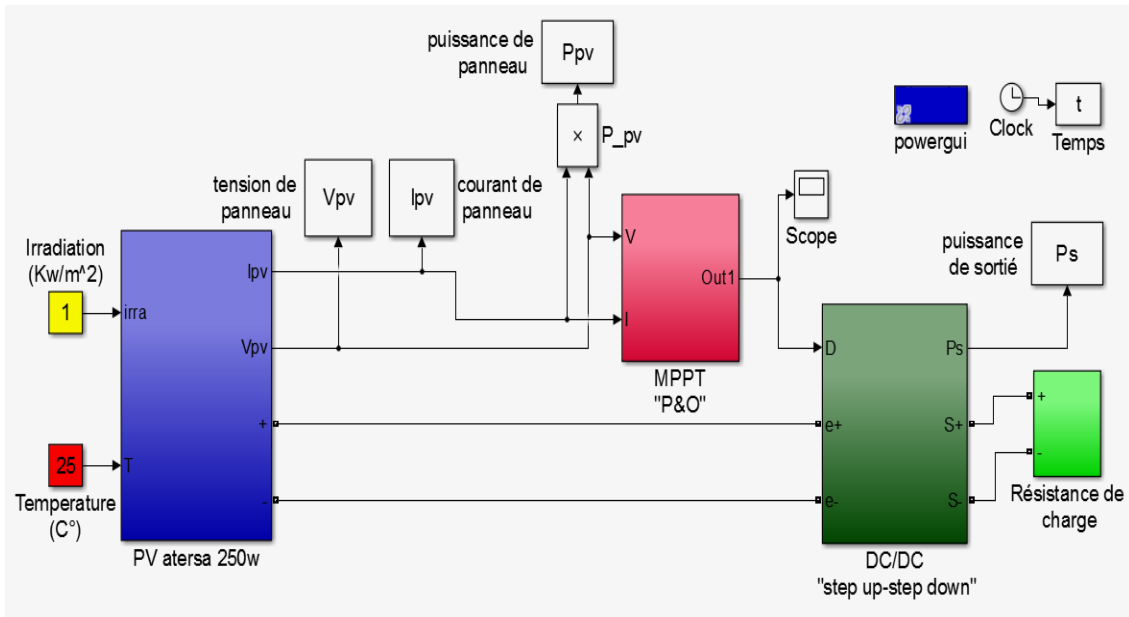 puissance de
panneau
Ppv
×
P_pv
powergui
Clock
t
Temps
tension de
panneau
Vpv
Ipv
courant de
panneau
Scope
Irradiation
(Kw/m^2)
1
irra
Ipv
Vpv
+
-
25
T
Temperature
(C°)
PV atersa 250w
V
I
Out1
MPPT
"P&O"
puissance
de sortié
Ps
D
e+
e-
Ps
S+
S-
DC/DC
"step up-step down"
+
-
Résistance de
charge